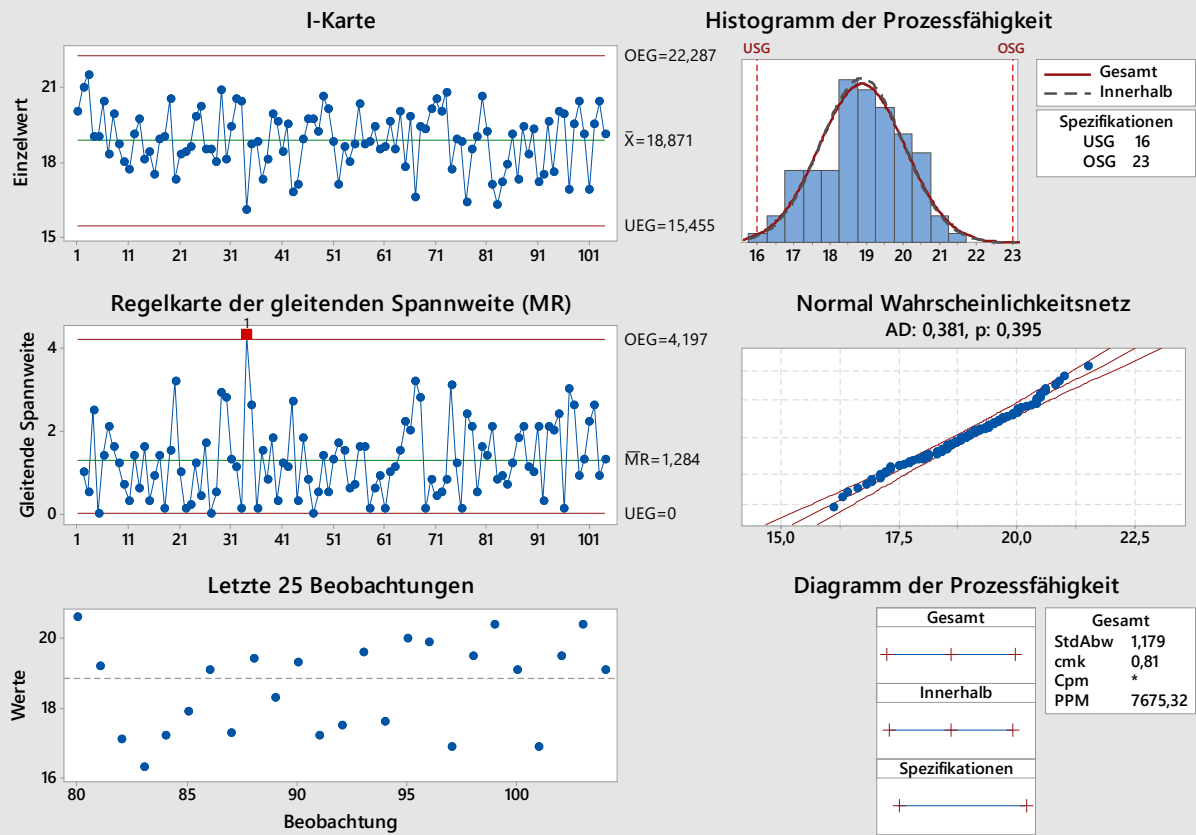 I-Karte
Einzelwert
21
18
15
1 11 21 31 41 51 61 71 81 91 101
OEG=22,287
X̄=18,871
UEG=15,455
Histogramm der Prozessfähigkeit
USG
OSG
16 17 18 19 20 21 22 23
Gesamt
Innerhalb
Spezifikationen
USG 16
OSG 23
Regelkarte der gleitenden Spannweite (MR)
Gleitende Spannweite
4
2
0
1
1 11 21 31 41 51 61 71 81 91 101
OEG=4,197
M̄R̄=1,284
UEG=0
Normal Wahrscheinlichkeitsnetz
AD: 0,381, p: 0,395
15,0 17,5 20,0 22,5
Letzte 25 Beobachtungen
Werte
20
18
16
80 85 90 95 100
Beobachtung
Diagramm der Prozessfähigkeit
Gesamt
Innerhalb
Spezifikationen
Gesamt
StdAbw 1,179
cmk 0,81
Cpm *
PPM 7675,32